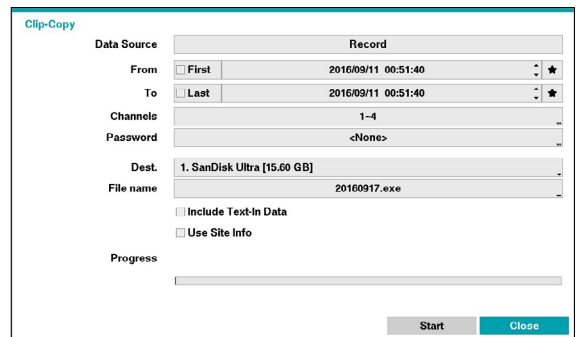 Clip-Copy
Data Source Record
From First 2016/09/11 00:51:40
To Last 2016/09/11 00:51:40
Channels 1~4
Password <None>
Dest. 1. SanDisk Ultra [15.60 GB]
File name 20160917.exe
Include Text-In Data
Use Site Info
Progress
Start Close